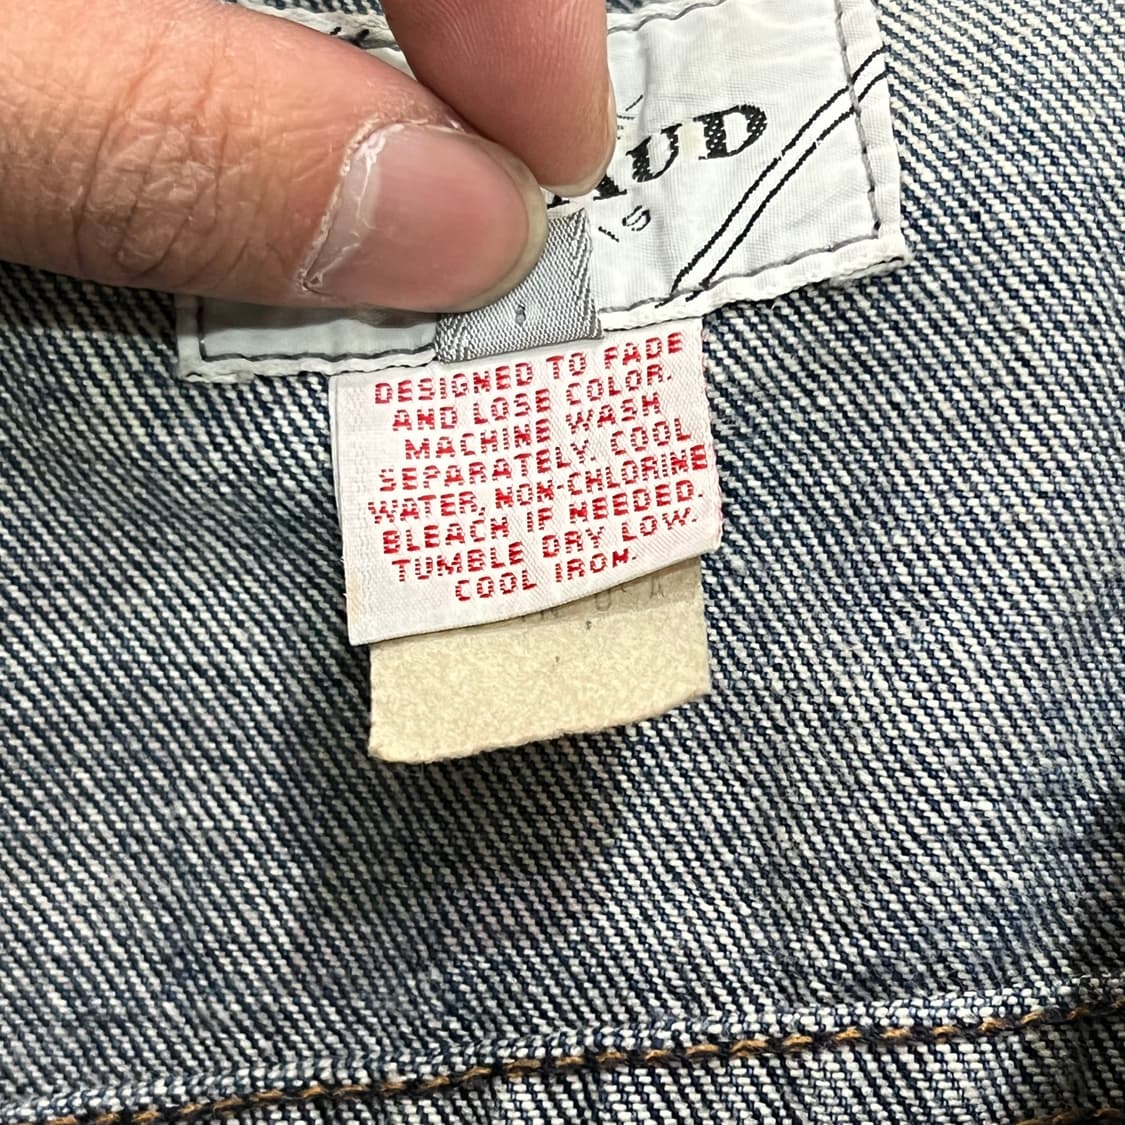 AUD
IS
DESIGNED TO FADE
AND LOSE COLOR.
MACHINE WASH
SEPARATELY. COOL
WATER, NON-CHLORINE
BLEACH IF NEEDED.
TUMBLE DRY LOW.
COOL IRON.